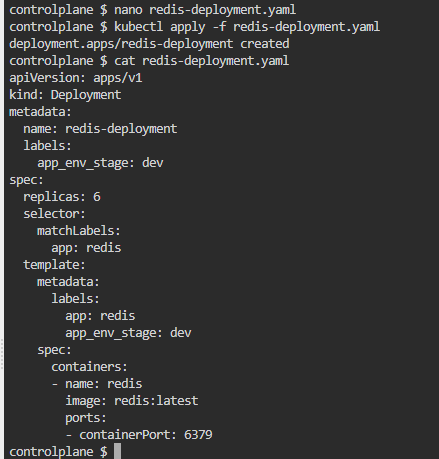 controlplane $ nano redis-deployment.yaml
controlplane $ kubectl apply -f redis-deployment.yaml
deployment.apps/redis-deployment created
controlplane $ cat redis-deployment.yaml
apiVersion: apps/v1
kind: Deployment
metadata:
  name: redis-deployment
  labels:
    app_env_stage: dev
spec:
  replicas: 6
  selector:
    matchLabels:
      app: redis
  template:
    metadata:
      labels:
        app: redis
        app_env_stage: dev
    spec:
      containers:
      - name: redis
        image: redis:latest
        ports:
        - containerPort: 6379
controlplane $